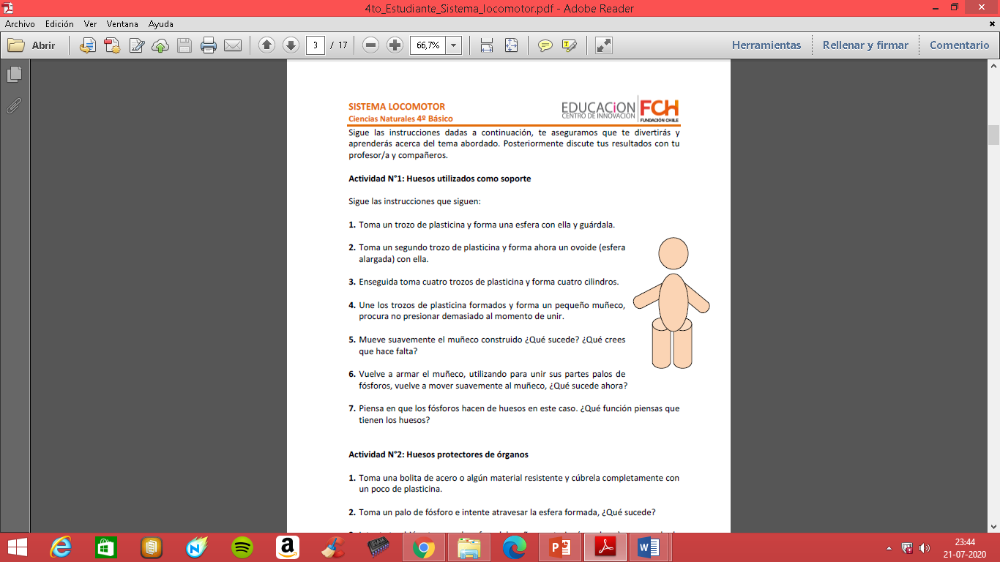 4to_Estudiante_Sistema_locomotor.pdf - Adobe Reader
Archivo Edición Ver Ventana Ayuda
Abrir 3 / 17 66,7% Herramientas Rellenar y firmar Comentario
SISTEMA LOCOMOTOR
Ciencias Naturales 4º Básico
EDUCACiON FCH
CENTRO DE INNOVACION FUNDACIÓN CHILE
Sigue las instrucciones dadas a continuación, te aseguramos que te divertirás y
aprenderás acerca del tema abordado. Posteriormente discute tus resultados con tu
profesor/a y compañeros.
Actividad N°1: Huesos utilizados como soporte
Sigue las instrucciones que siguen:
1. Toma un trozo de plasticina y forma una esfera con ella y guárdala.
2. Toma un segundo trozo de plasticina y forma ahora un ovoide (esfera
alargada) con ella.
3. Enseguida toma cuatro trozos de plasticina y forma cuatro cilindros.
4. Une los trozos de plasticina formados y forma un pequeño muñeco,
procura no presionar demasiado al momento de unir.
5. Mueve suavemente el muñeco construido ¿Qué sucede? ¿Qué crees
que hace falta?
6. Vuelve a armar el muñeco, utilizando para unir sus partes palos de
fósforos, vuelve a mover suavemente al muñeco, ¿Qué sucede ahora?
7. Piensa en que los fósforos hacen de huesos en este caso. ¿Qué función piensas que
tienen los huesos?
Actividad N°2: Huesos protectores de órganos
1. Toma una bolita de acero o algún material resistente y cúbrela completamente con
un poco de plasticina.
2. Toma un palo de fósforo e intente atravesar la esfera formada, ¿Qué sucede?
23:44
21-07-2020